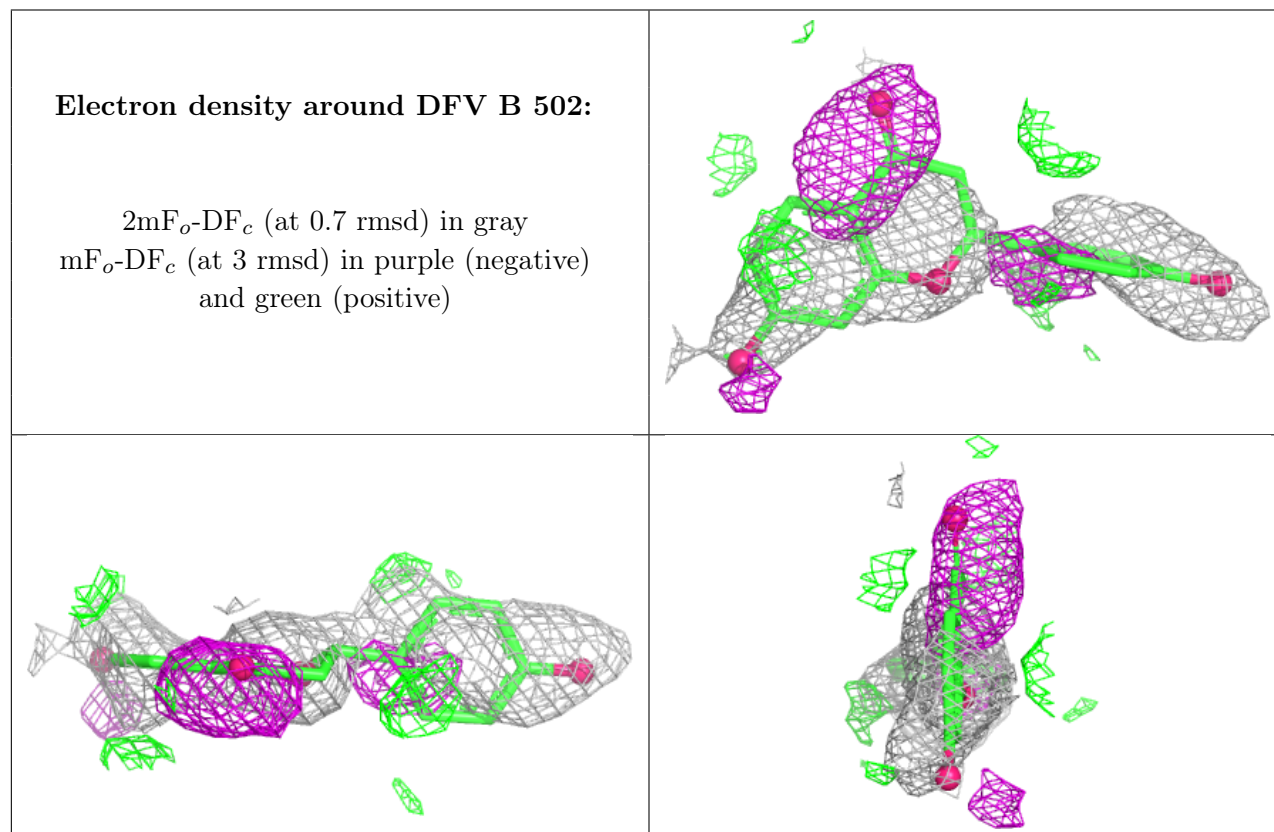 Electron density around DFV B 502:
2mFo-DFc (at 0.7 rmsd) in gray
mFo-DFc (at 3 rmsd) in purple (negative)
and green (positive)